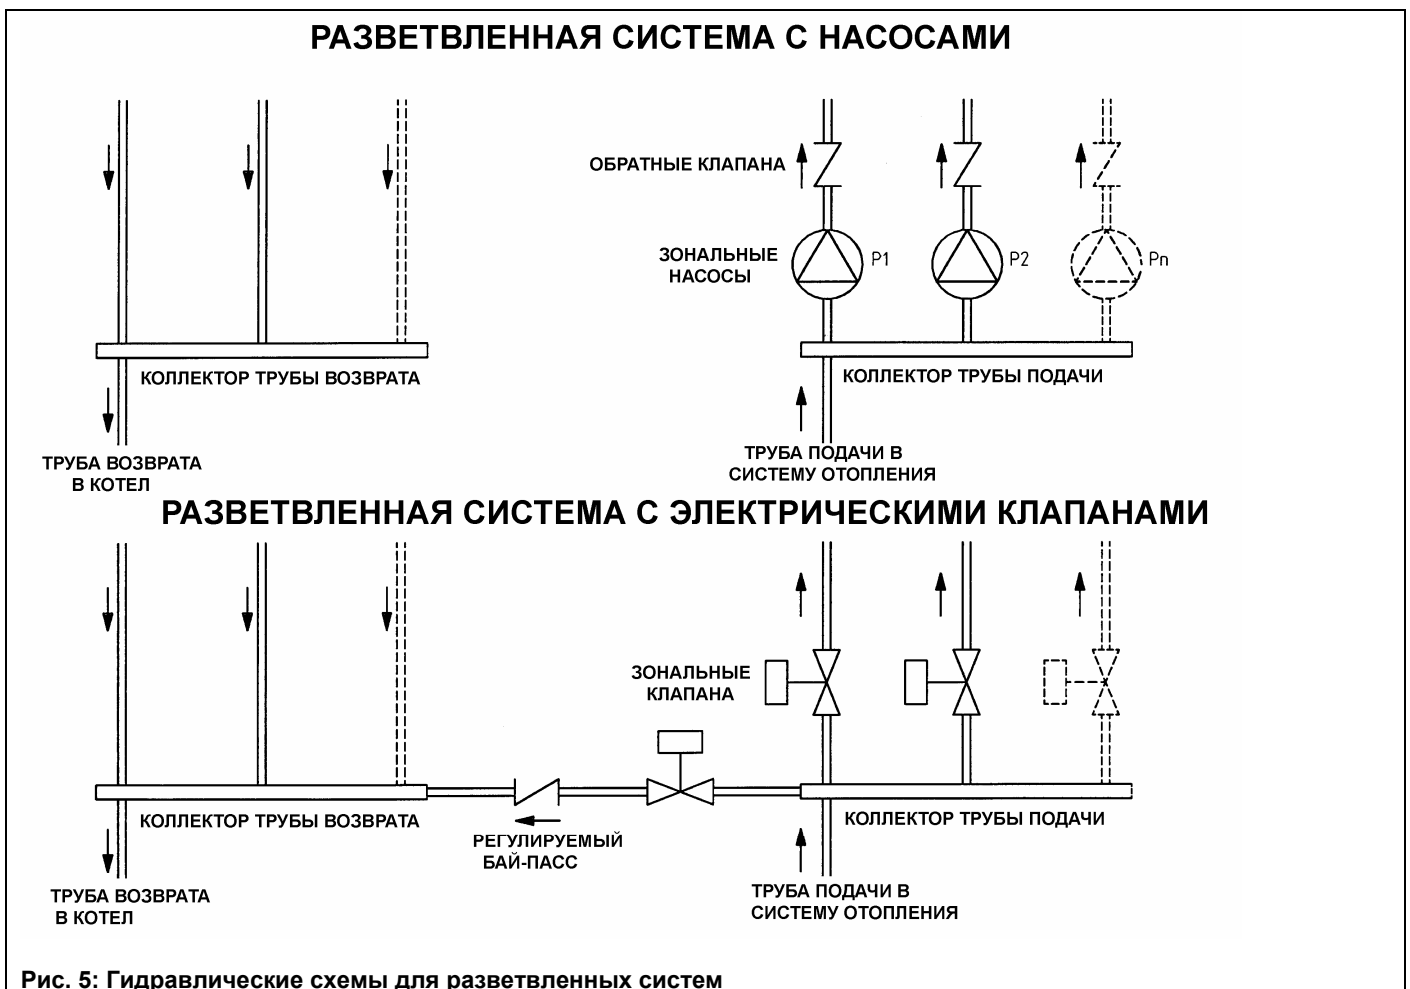 РАЗВЕТВЛЕННАЯ СИСТЕМА С НАСОСАМИ
ОБРАТНЫЕ КЛАПАНА
ЗОНАЛЬНЫЕ
НАСОСЫ
P1
P2
Pn
КОЛЛЕКТОР ТРУБЫ ВОЗВРАТА
КОЛЛЕКТОР ТРУБЫ ПОДАЧИ
ТРУБА ВОЗВРАТА
В КОТЕЛ
ТРУБА ПОДАЧИ В
СИСТЕМУ ОТОПЛЕНИЯ
РАЗВЕТВЛЕННАЯ СИСТЕМА С ЭЛЕКТРИЧЕСКИМИ КЛАПАНАМИ
ЗОНАЛЬНЫЕ
КЛАПАНА
КОЛЛЕКТОР ТРУБЫ ВОЗВРАТА
РЕГУЛИРУЕМЫЙ
БАЙ-ПАСС
КОЛЛЕКТОР ТРУБЫ ПОДАЧИ
ТРУБА ВОЗВРАТА
В КОТЕЛ
ТРУБА ПОДАЧИ В
СИСТЕМУ ОТОПЛЕНИЯ
Рис. 5: Гидравлические схемы для разветвленных систем